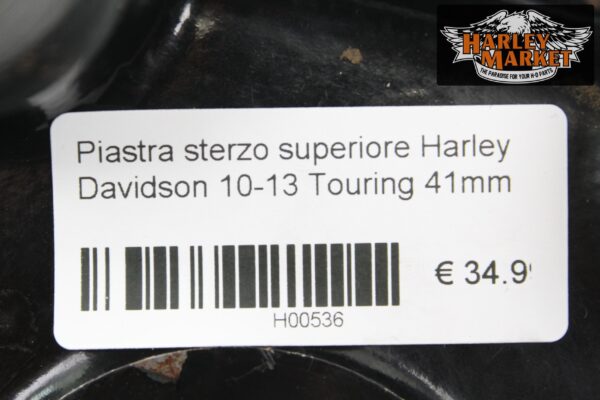 HARLEY
MARKET
THE PARADISE FOR YOUR H-D PARTS
Piastra sterzo superiore Harley
Davidson 10-13 Touring 41mm
€ 34.9
H00536